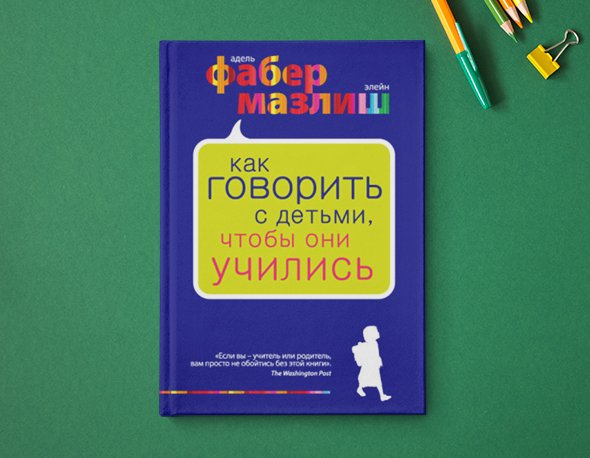 адель
фабер
элейн
мазлиш
как
говорить
с детьми,
чтобы они
учились
«Если вы – учитель или родитель,
вам просто не обойтись без этой книги».
The Washington Post